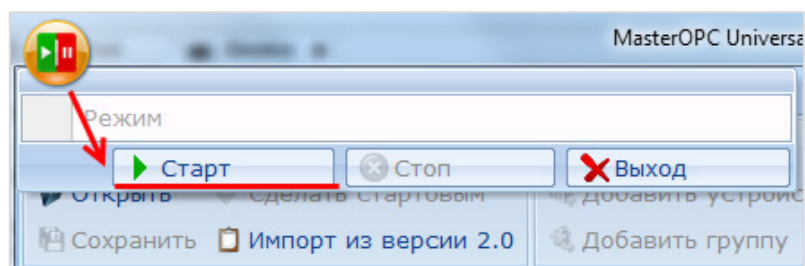 MasterOPC Universa
Режим
Старт Стоп Выход
Открыть Сделать Стартовым Добавить устройс
Сохранить Импорт из версии 2.0 Добавить группу